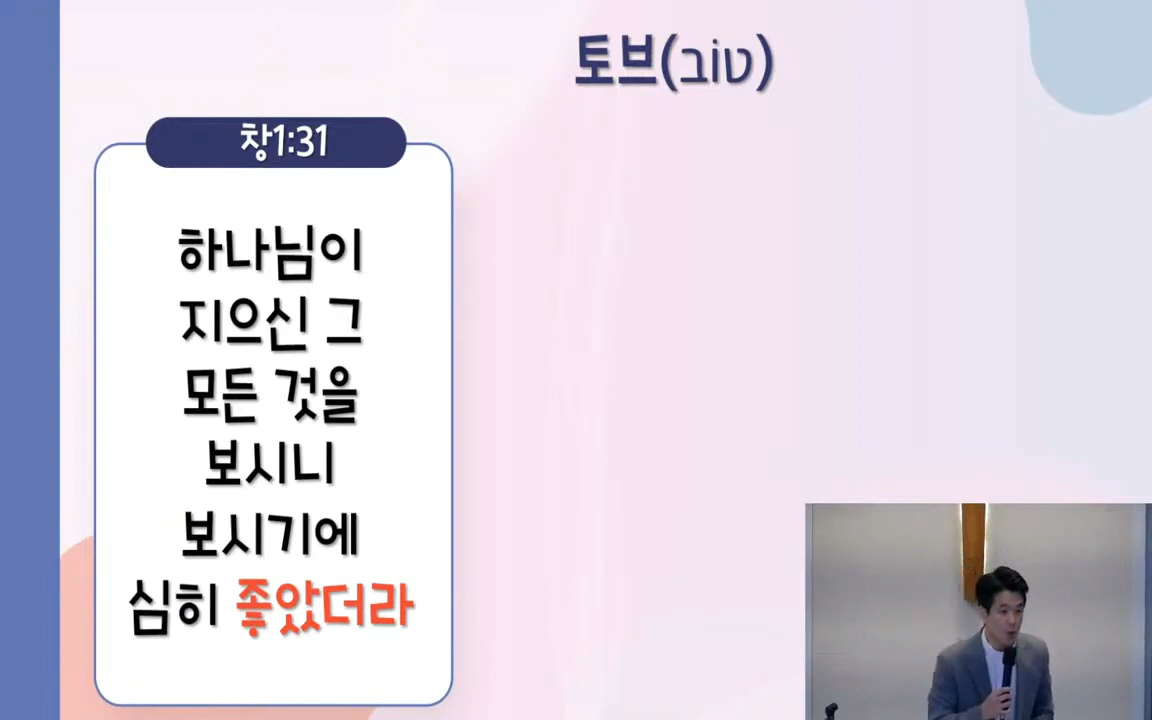 토브(טוֹב)
창1:31
하나님이
지으신 그
모든 것을
보시니
보시기에
심히 좋았더라